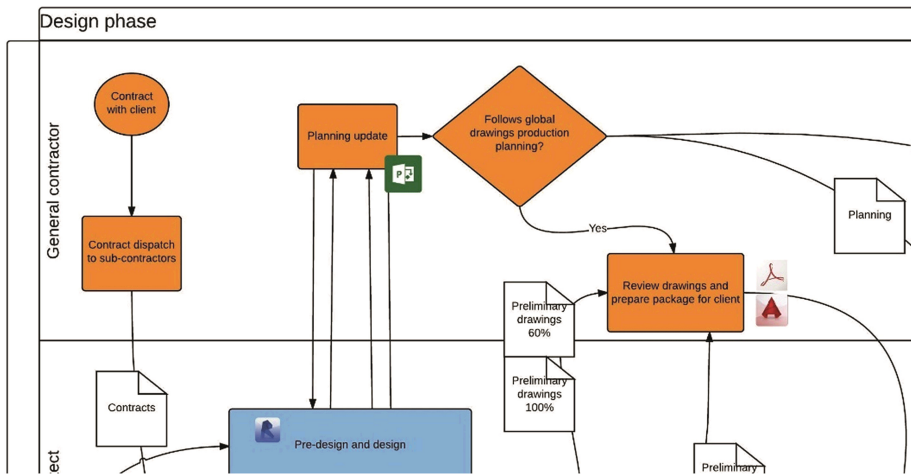 Design phase
General contractor
Contract
with client
Planning update
Follows global
drawings production
planning?
Planning
Contract dispatch
to sub-contractors
Yes
Review drawings and
prepare package for client
Preliminary
drawings
60%
Preliminary
drawings
100%
Contracts
Pre-design and design
Preliminary
P